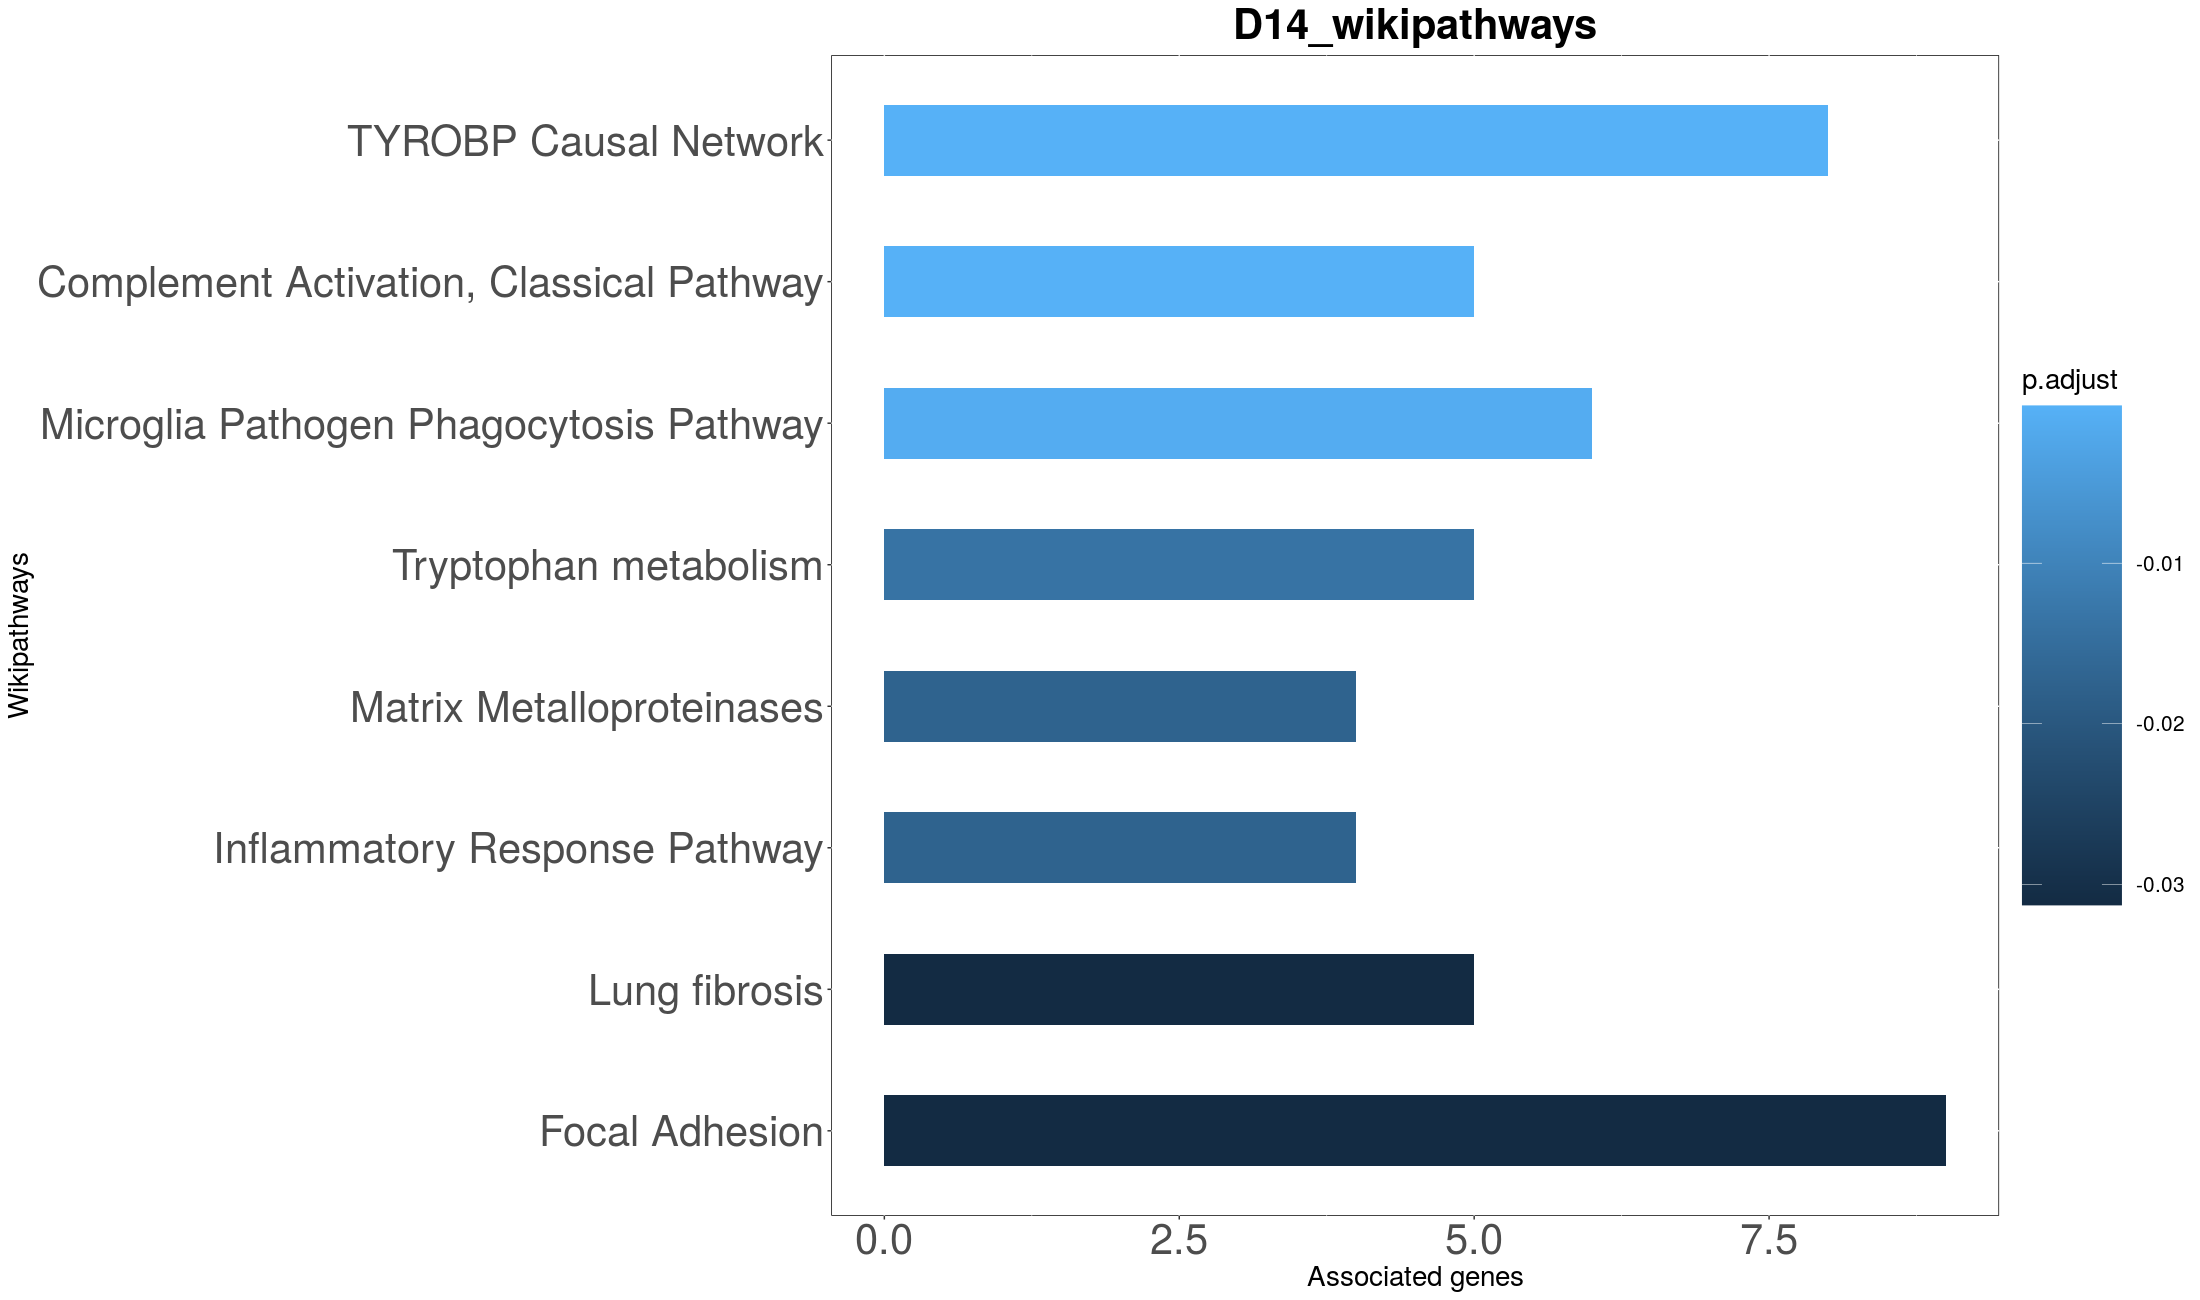 D14_wikipathways
TYROBP Causal Network
Complement Activation, Classical Pathway
Microglia Pathogen Phagocytosis Pathway
Tryptophan metabolism
Matrix Metalloproteinases
Inflammatory Response Pathway
Lung fibrosis
Focal Adhesion
Wikipathways
0.0 2.5 5.0 7.5
Associated genes
p.adjust
-0.01
-0.02
-0.03